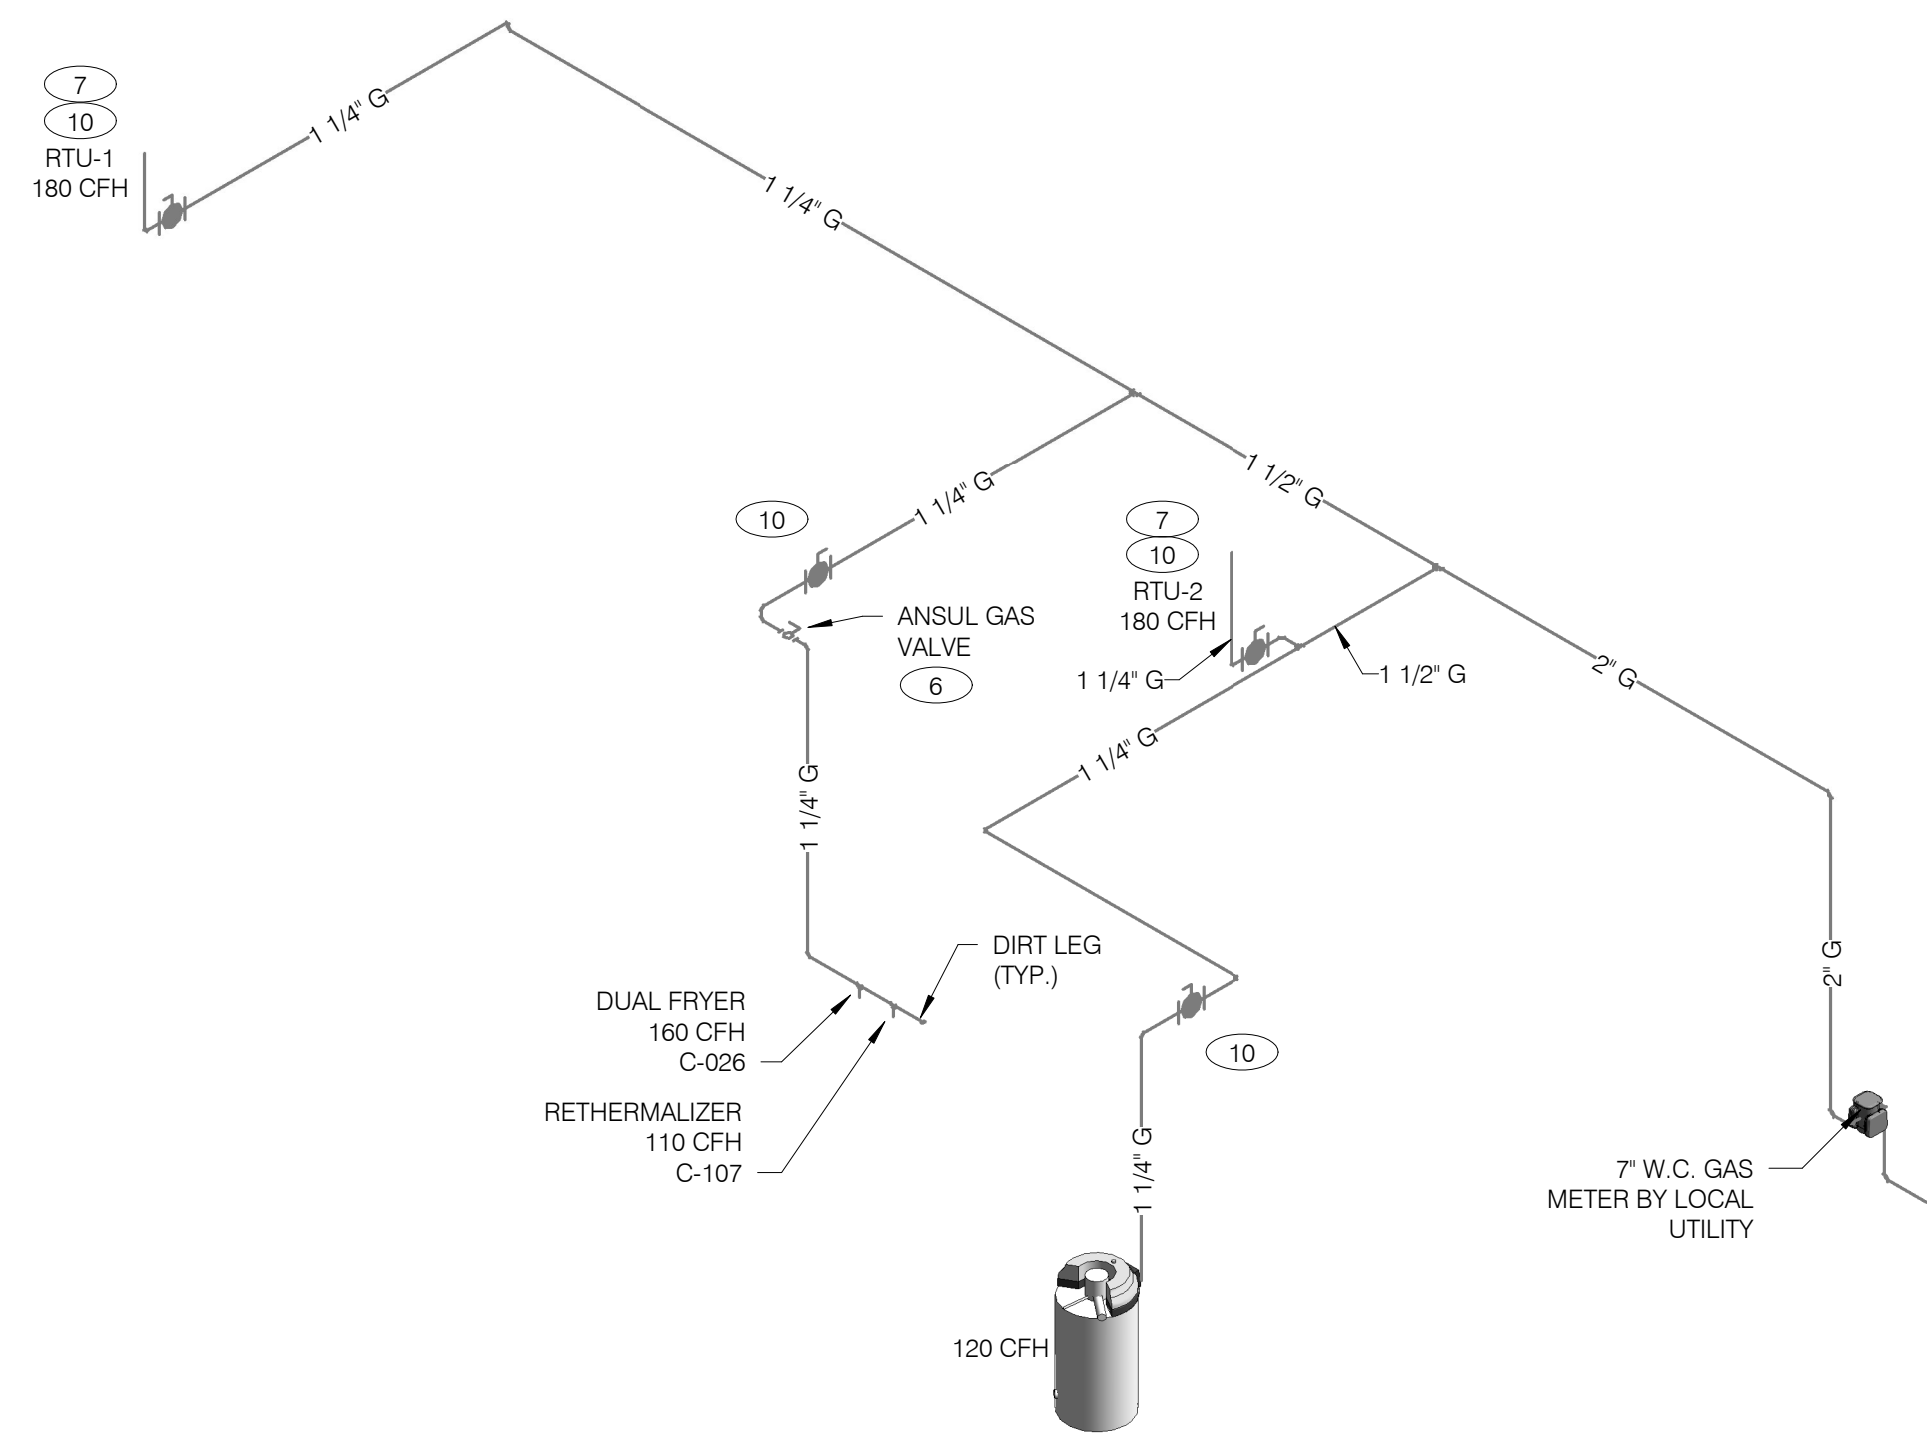 7
10
RTU-1
180 CFH
1 1/4" G
1 1/4" G
1 1/4" G
1 1/2" G
10
ANSUL GAS
VALVE
6
7
10
RTU-2
180 CFH
1 1/4" G
1 1/2" G
2" G
1 1/4" G
1 1/4" G
2" G
DIRT LEG
(TYP.)
DUAL FRYER
160 CFH
C-026
RETHERMALIZER
110 CFH
C-107
10
1 1/4" G
7" W.C. GAS
METER BY LOCAL
UTILITY
120 CFH